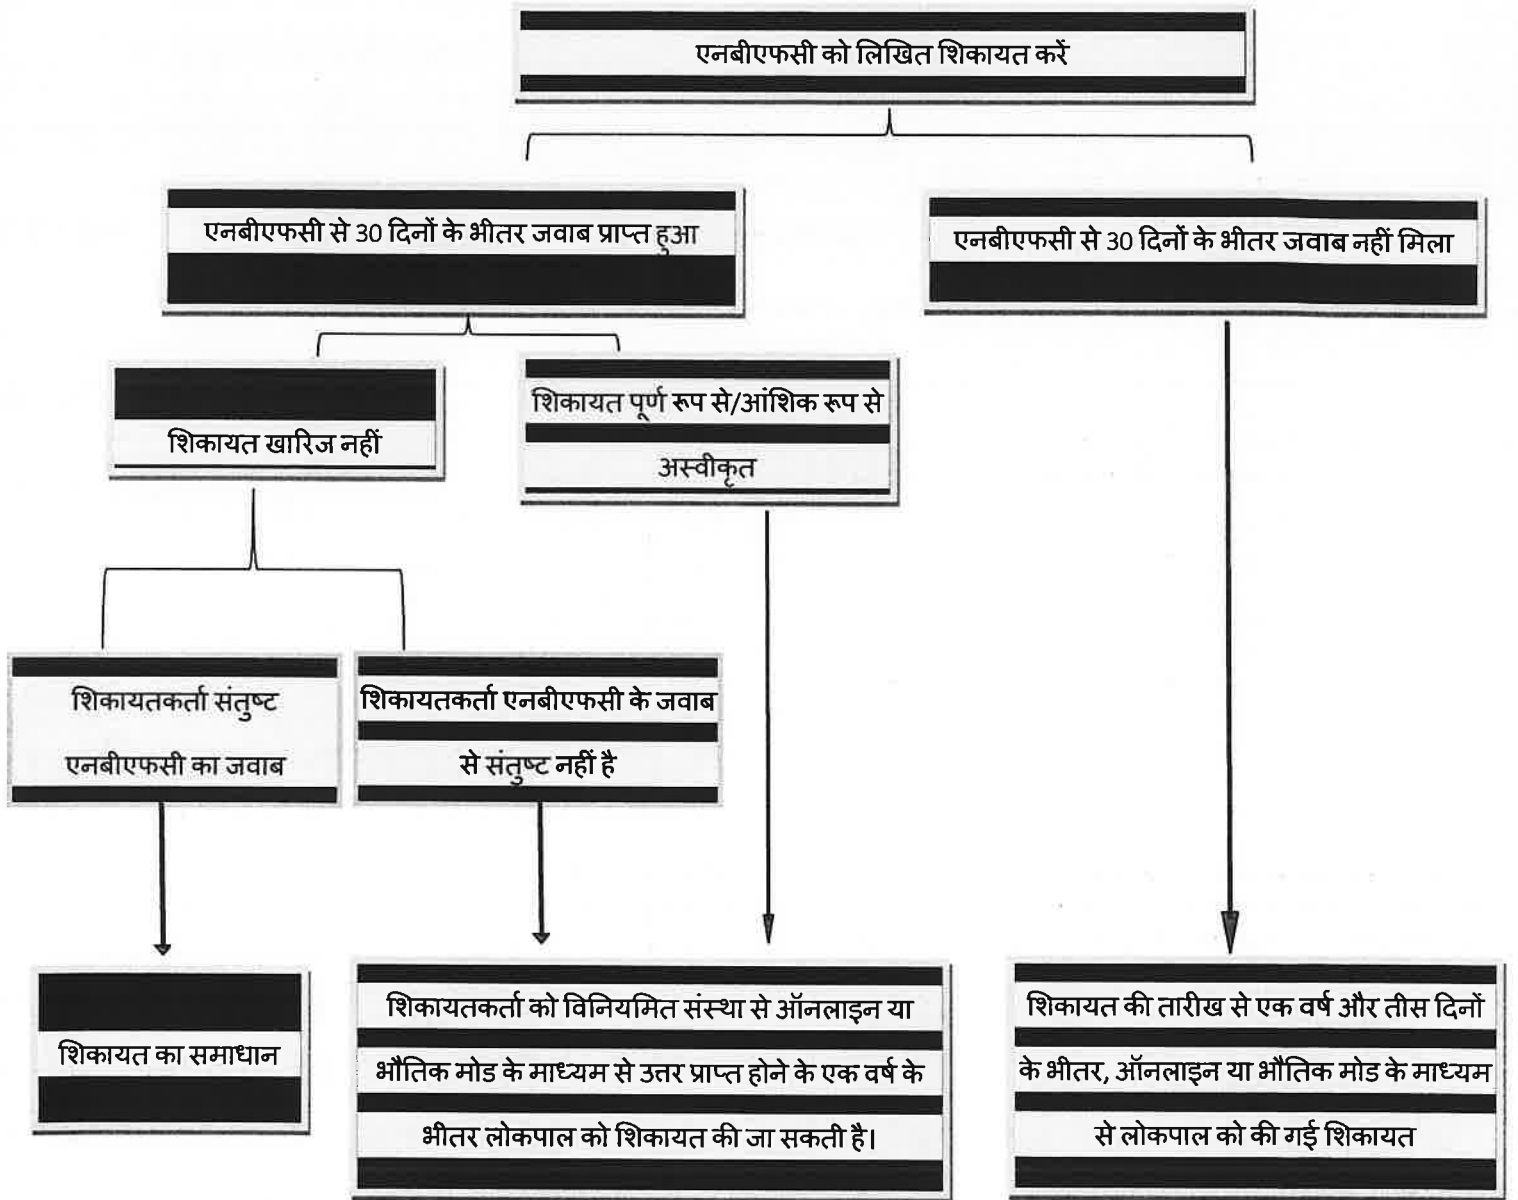 एनबीएफसी को लिखित शिकायत करें
एनबीएफसी से 30 दिनों के भीतर जवाब प्राप्त हुआ
एनबीएफसी से 30 दिनों के भीतर जवाब नहीं मिला
शिकायत खारिज नहीं
शिकायत पूर्ण रूप से/आंशिक रूप से
अस्वीकृत
शिकायतकर्ता संतुष्ट
एनबीएफसी का जवाब
शिकायतकर्ता एनबीएफसी के जवाब
से संतुष्ट नहीं है
शिकायत का समाधान
शिकायतकर्ता को विनियमित संस्था से ऑनलाइन या
भौतिक मोड के माध्यम से उत्तर प्राप्त होने के एक वर्ष के
भीतर लोकपाल को शिकायत की जा सकती है।
शिकायत की तारीख से एक वर्ष और तीस दिनों
के भीतर, ऑनलाइन या भौतिक मोड के माध्यम
से लोकपाल को की गई शिकायत